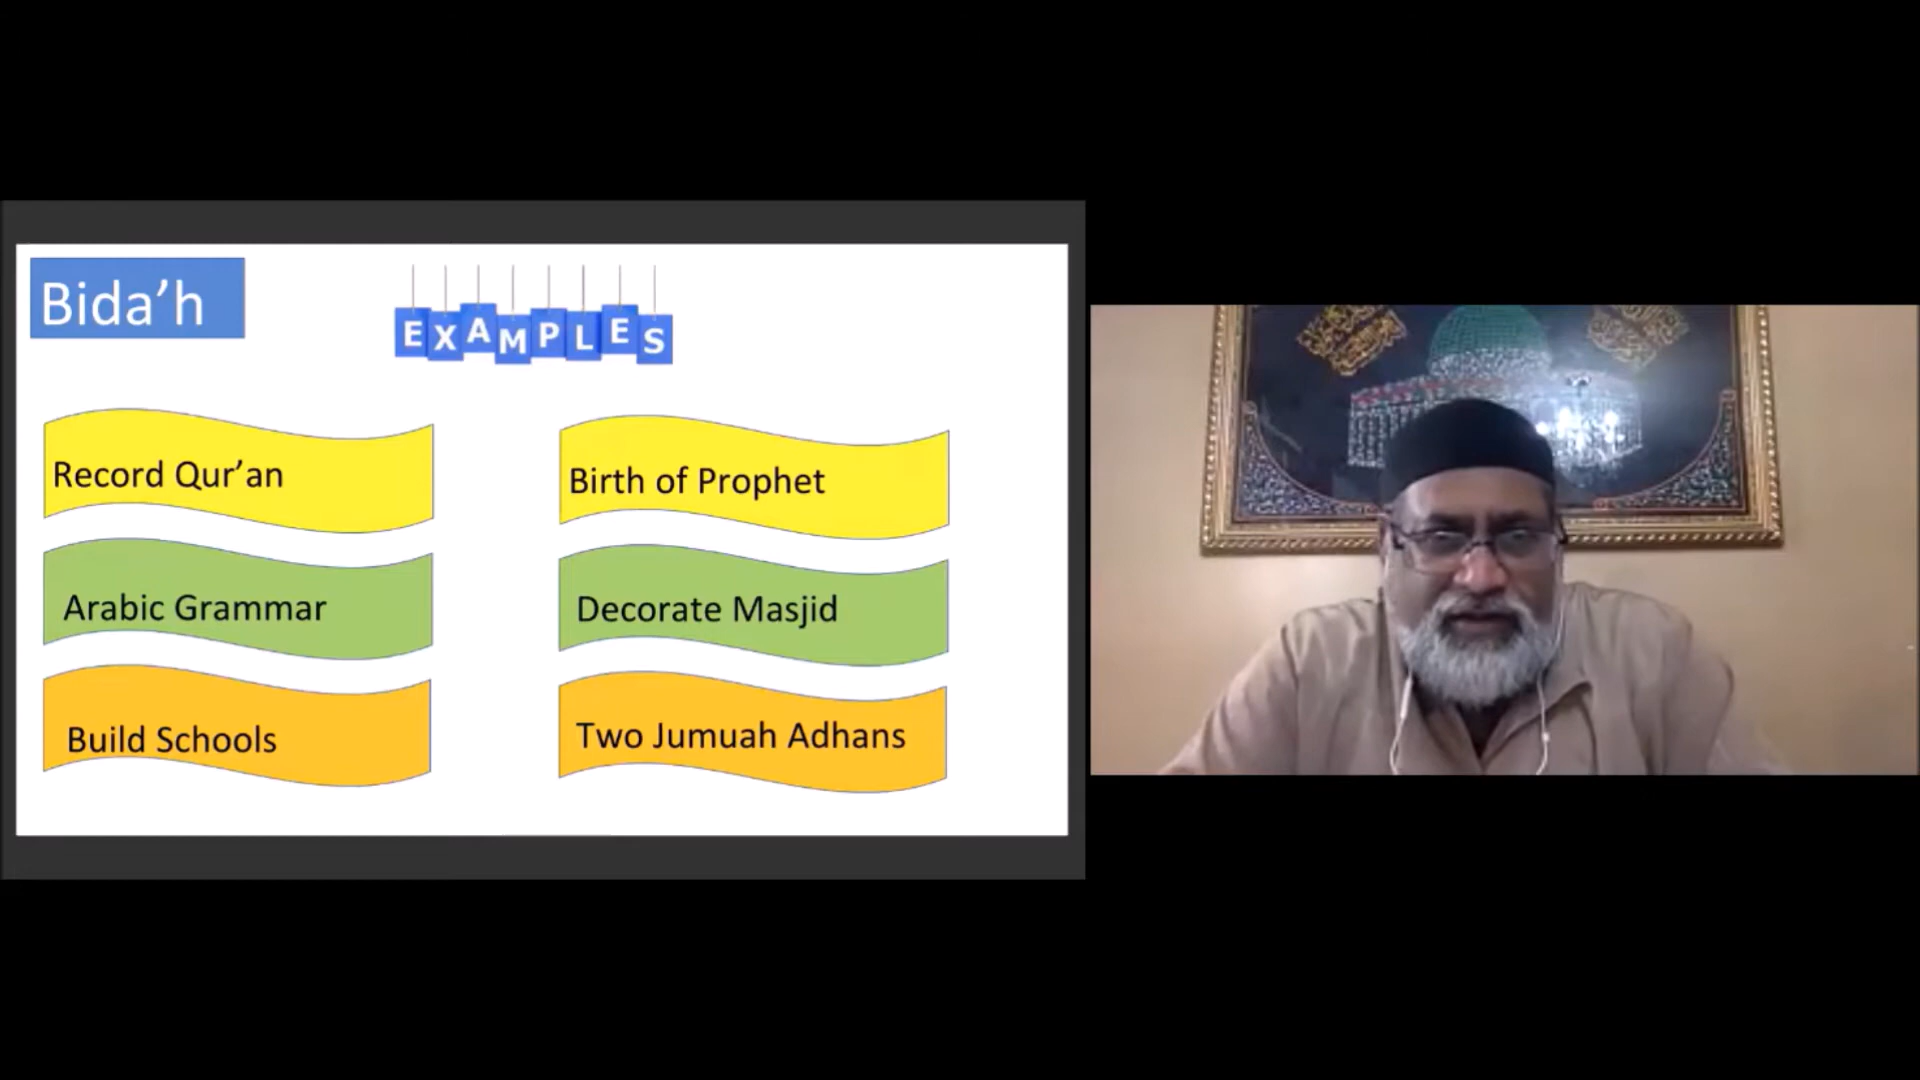 Bida’h
EXAMPLES
Record Qur’an
Birth of Prophet
Arabic Grammar
Decorate Masjid
Build Schools
Two Jumuah Adhans